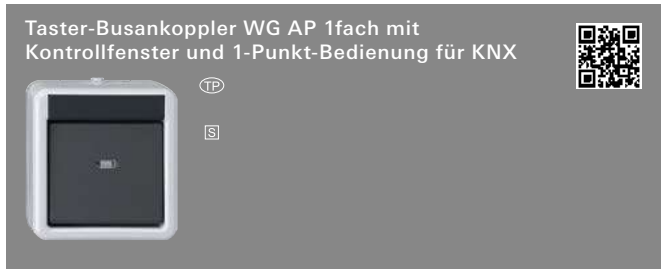 Taster-Busankoppler WG AP 1fach mit
Kontrollfenster und 1-Punkt-Bedienung für KNX
TP
S